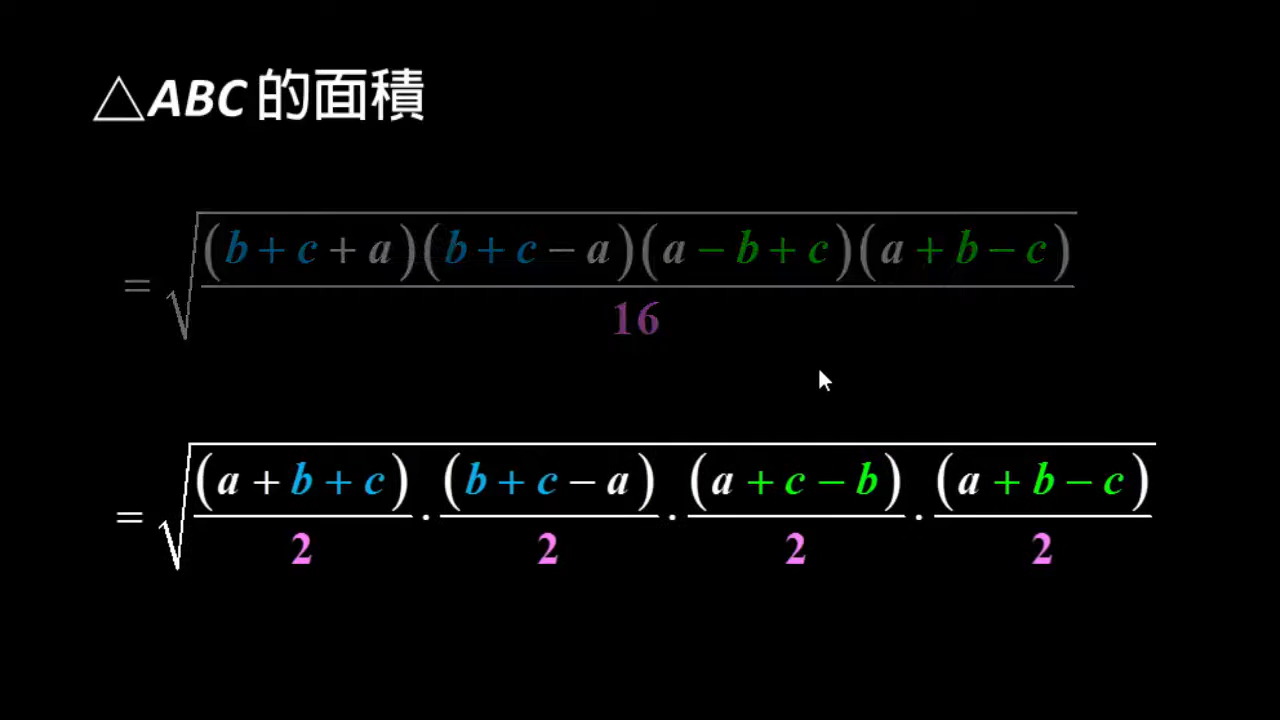 △ABC 的面積
= √((b + c + a)(b + c − a)(a − b + c)(a + b − c) / 16)
= √((a + b + c)/2 · (b + c − a)/2 · (a + c − b)/2 · (a + b − c)/2)